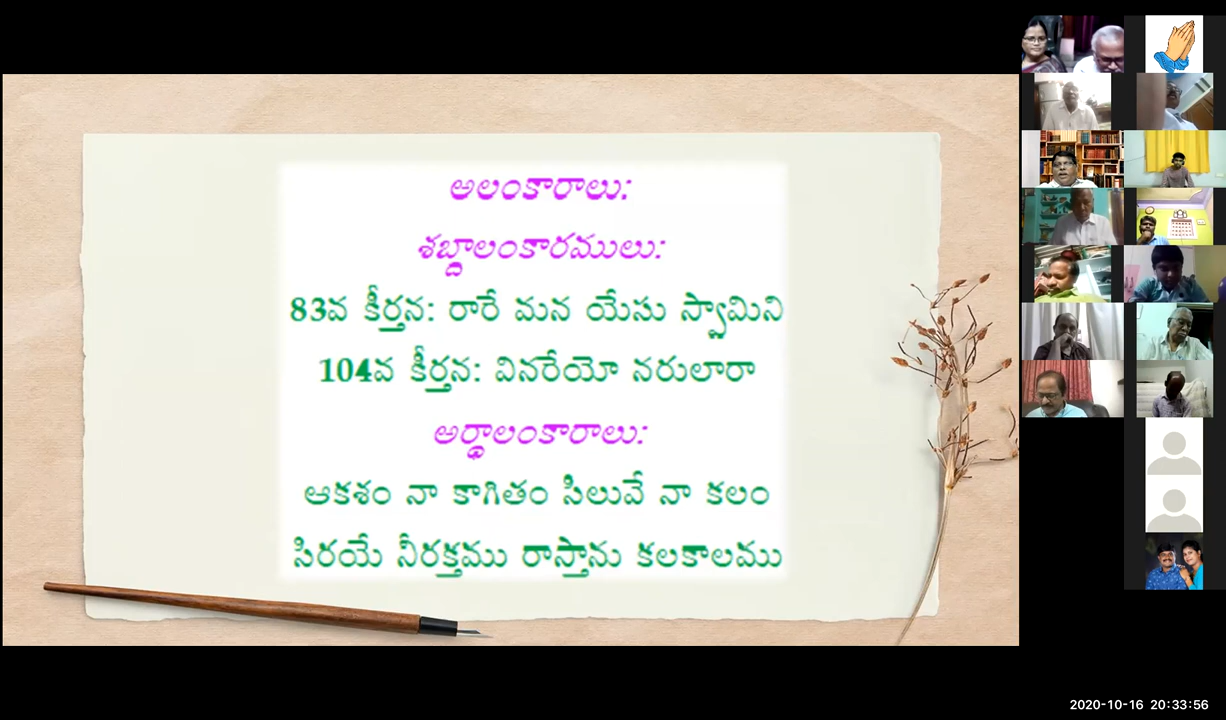 అలంకారాలు:
శబ్దాలంకారములు:
83వ కీర్తన: రారే మన యేసు స్వామిని
104వ కీర్తన: వినరేయో నరులారా
అర్థాలంకారాలు:
ఆకశం నా కాగితం సిలువే నా కలం
సిరయే నీరక్తము రాస్తాను కలకాలము
2020-10-16 20:33:56